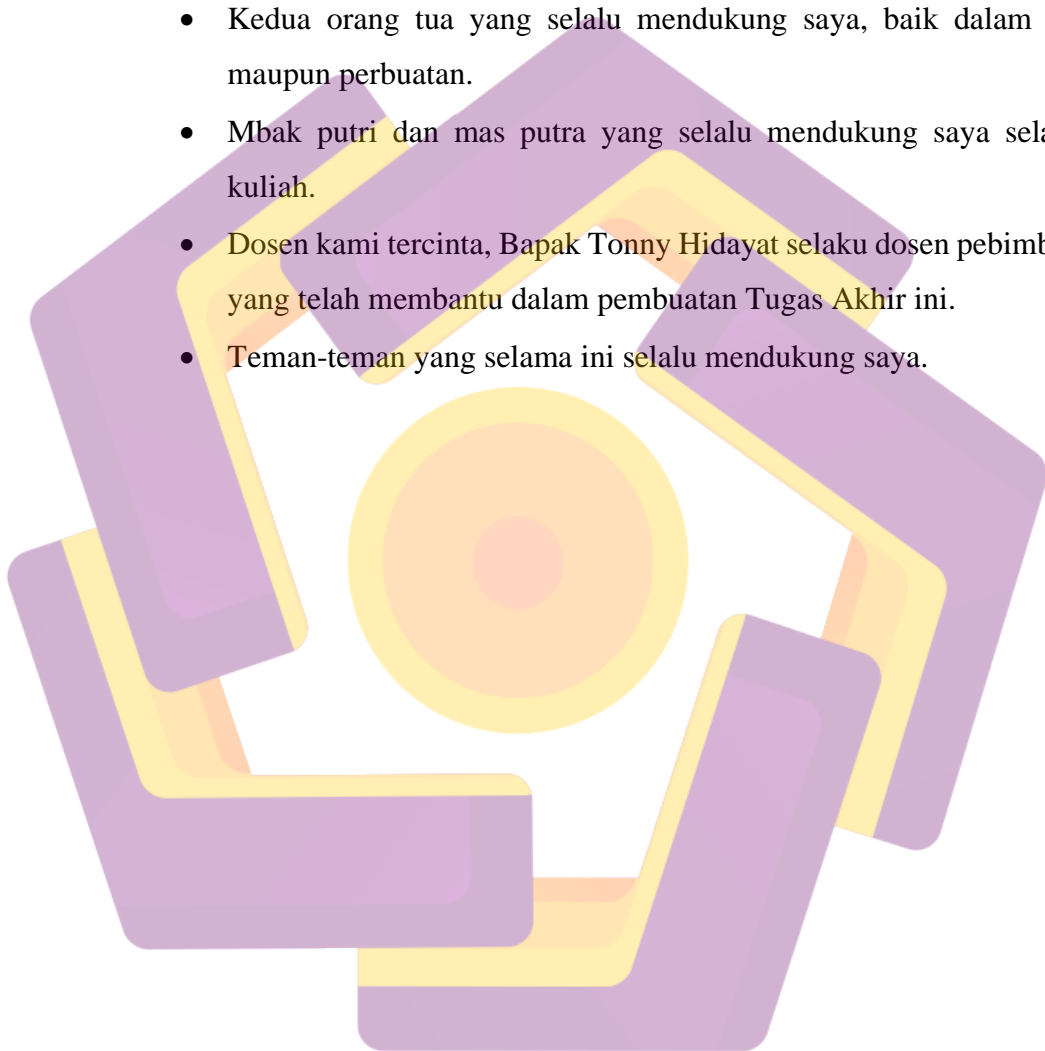 • Kedua orang tua yang selalu mendukung saya, baik dalam
maupun perbuatan.
• Mbak putri dan mas putra yang selalu mendukung saya sela
kuliah.
• Dosen kami tercinta, Bapak Tonny Hidayat selaku dosen pebimb
yang telah membantu dalam pembuatan Tugas Akhir ini.
• Teman-teman yang selama ini selalu mendukung saya.